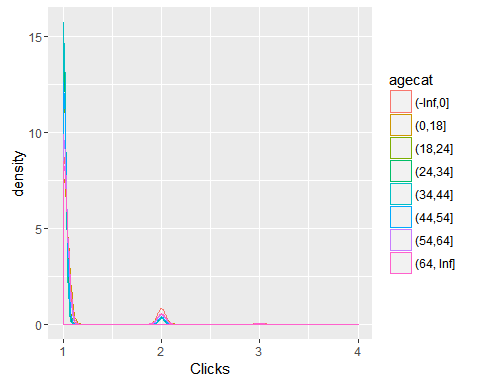 15
10
5
0
density
1
2
3
4
Clicks
agecat
(-Inf,0]
(0,18]
(18,24]
(24,34]
(34,44]
(44,54]
(54,64]
(64, Inf]